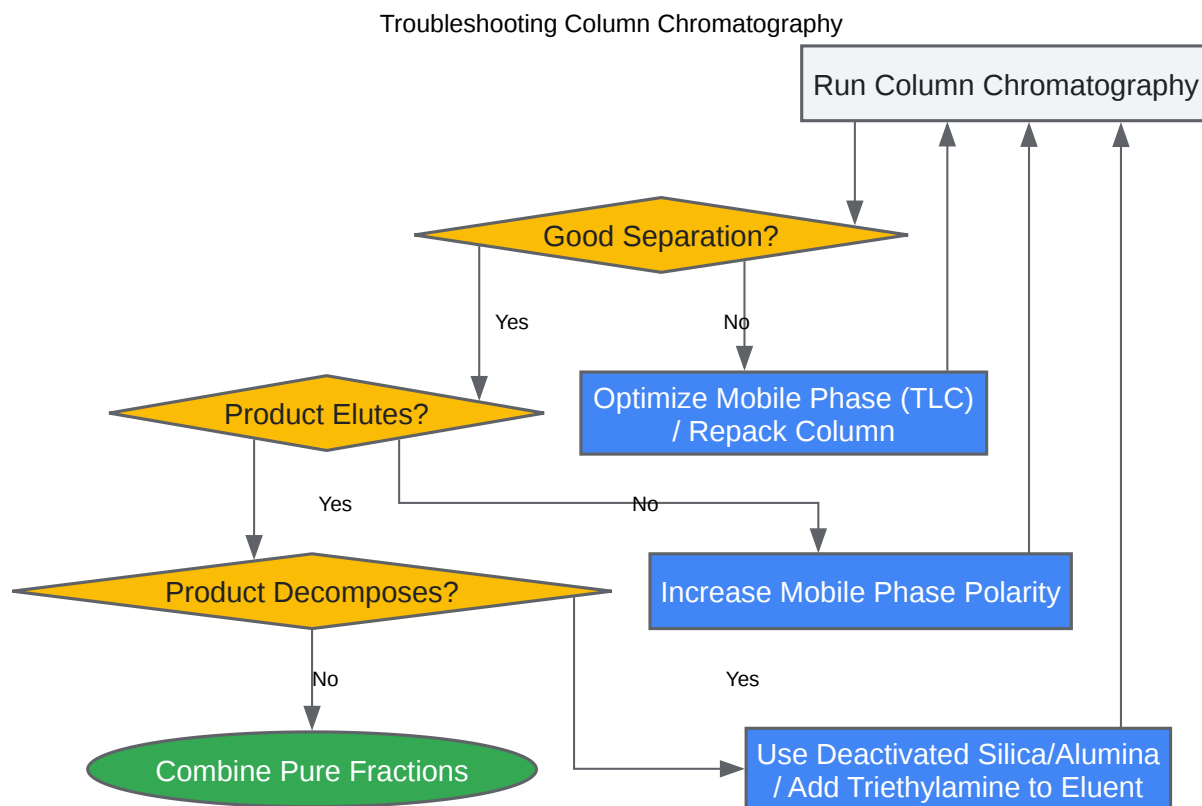 Troubleshooting Column Chromatography
Run Column Chromatography
Good Separation?
Yes
No
Optimize Mobile Phase (TLC)
/ Repack Column
Product Elutes?
Yes
No
Increase Mobile Phase Polarity
Product Decomposes?
No
Yes
Combine Pure Fractions
Use Deactivated Silica/Alumina
/ Add Triethylamine to Eluent